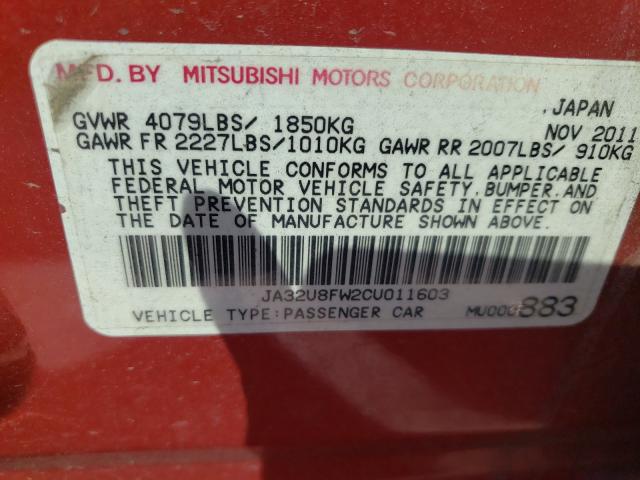 MFD. BY MITSUBISHI MOTORS CORPORATION
, JAPAN
GVWR 4079LBS/ 1850KG NOV 2011
GAWR FR 2227LBS/1010KG GAWR RR 2007LBS/ 910KG
THIS VEHICLE CONFORMS TO ALL APPLICABLE
FEDERAL MOTOR VEHICLE SAFETY, BUMPER, AND
THEFT PREVENTION STANDARDS IN EFFECT ON
THE DATE OF MANUFACTURE SHOWN ABOVE.
JA32U8FW2CU011603
VEHICLE TYPE:PASSENGER CAR MU000883